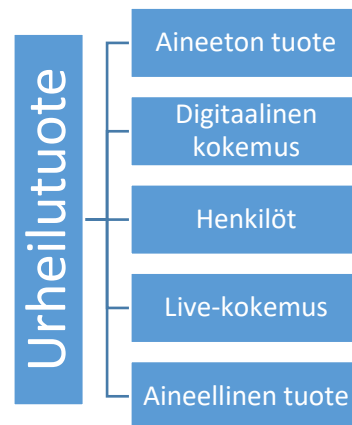 Urheilutuote
Aineeton tuote
Digitaalinen
kokemus
Henkilöt
Live-kokemus
Aineellinen tuote